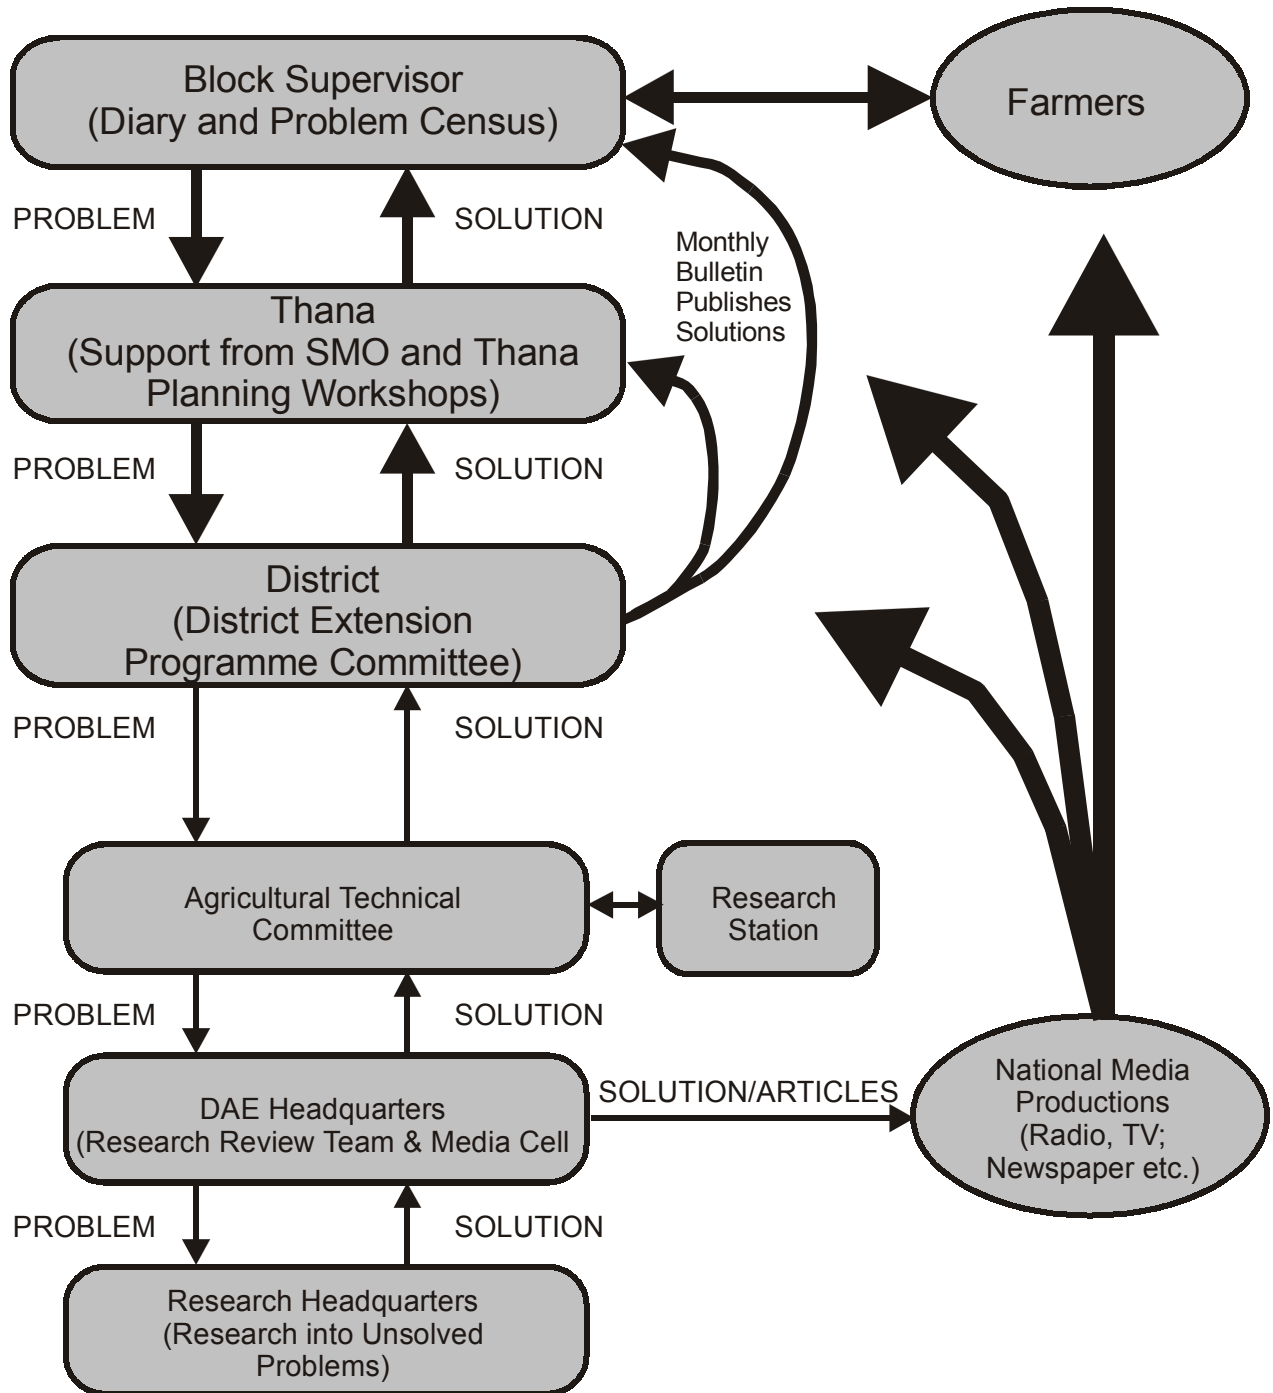 Block Supervisor
(Diary and Problem Census)
Farmers
PROBLEM
SOLUTION
Monthly
Bulletin
Publishes
Solutions
Thana
(Support from SMO and Thana
Planning Workshops)
PROBLEM
SOLUTION
District
(District Extension
Programme Committee)
PROBLEM
SOLUTION
Agricultural Technical
Committee
Research
Station
PROBLEM
SOLUTION
DAE Headquarters
(Research Review Team & Media Cell
SOLUTION/ARTICLES
National Media
Productions
(Radio, TV;
Newspaper etc.)
PROBLEM
SOLUTION
Research Headquarters
(Research into Unsolved
Problems)